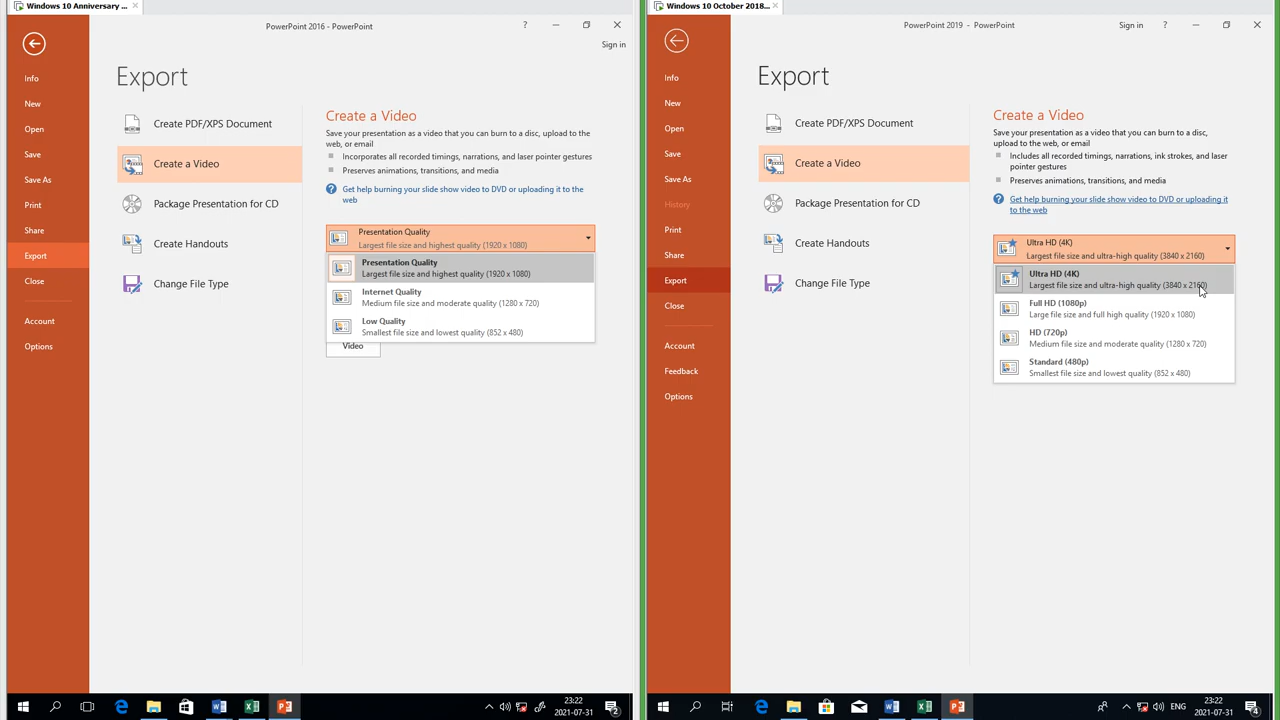 Windows 10 Anniversary ...
PowerPoint 2016 - PowerPoint
?
Sign in
Info
New
Open
Save
Save As
Print
Share
Export
Close
Account
Options
Export
Create PDF/XPS Document
Create a Video
Package Presentation for CD
Create Handouts
Change File Type
Create a Video
Save your presentation as a video that you can burn to a disc, upload to the
web, or email
Incorporates all recorded timings, narrations, and laser pointer gestures
Preserves animations, transitions, and media
Get help burning your slide show video to DVD or uploading it to the
web
Presentation Quality
Largest file size and highest quality (1920 x 1080)
Presentation Quality
Largest file size and highest quality (1920 x 1080)
Internet Quality
Medium file size and moderate quality (1280 x 720)
Low Quality
Smallest file size and lowest quality (852 x 480)
Video
23:22
2021-07-31
2
Windows 10 October 2018...
PowerPoint 2019 - PowerPoint
Sign in
?
Info
New
Open
Save
Save As
History
Print
Share
Export
Close
Account
Feedback
Options
Export
Create PDF/XPS Document
Create a Video
Package Presentation for CD
Create Handouts
Change File Type
Create a Video
Save your presentation as a video that you can burn to a disc,
upload to the web, or email
Includes all recorded timings, narrations, ink strokes, and laser
pointer gestures
Preserves animations, transitions, and media
Get help burning your slide show video to DVD or uploading it
to the web
Ultra HD (4K)
Largest file size and ultra-high quality (3840 x 2160)
Ultra HD (4K)
Largest file size and ultra-high quality (3840 x 2160)
Full HD (1080p)
Large file size and full high quality (1920 x 1080)
HD (720p)
Medium file size and moderate quality (1280 x 720)
Standard (480p)
Smallest file size and lowest quality (852 x 480)
ENG
23:22
2021-07-31
4